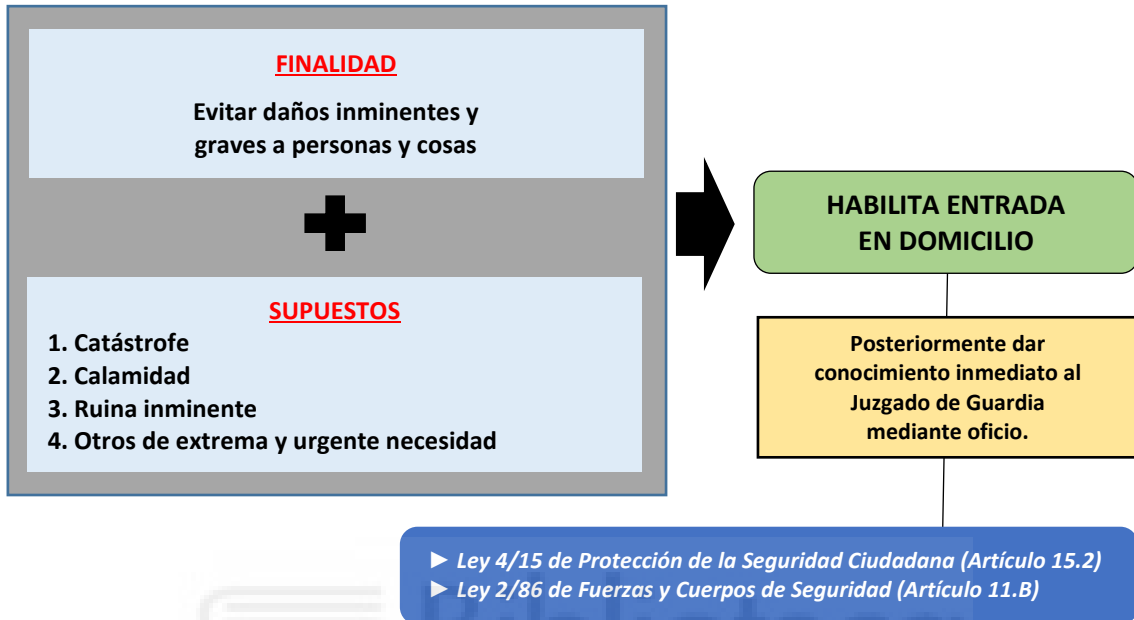 FINALIDAD
Evitar daños inminentes y
graves a personas y cosas
SUPUESTOS
1. Catástrofe
2. Calamidad
3. Ruina inminente
4. Otros de extrema y urgente necesidad
HABILITA ENTRADA
EN DOMICILIO
Posteriormente dar
conocimiento inmediato al
Juzgado de Guardia
mediante oficio.
► Ley 4/15 de Protección de la Seguridad Ciudadana (Artículo 15.2)
► Ley 2/86 de Fuerzas y Cuerpos de Seguridad (Artículo 11.B)